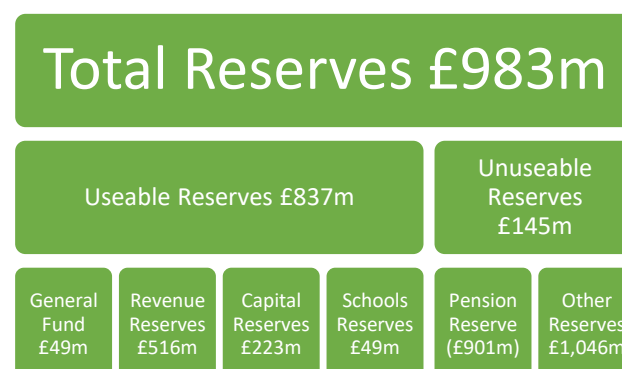 Total Reserves £983m
Useable Reserves £837m
Unuseable
Reserves
£145m
General
Fund
£49m
Revenue
Reserves
£516m
Capital
Reserves
£223m
Schools
Reserves
£49m
Pension
Reserve
(£901m)
Other
Reserves
£1,046m